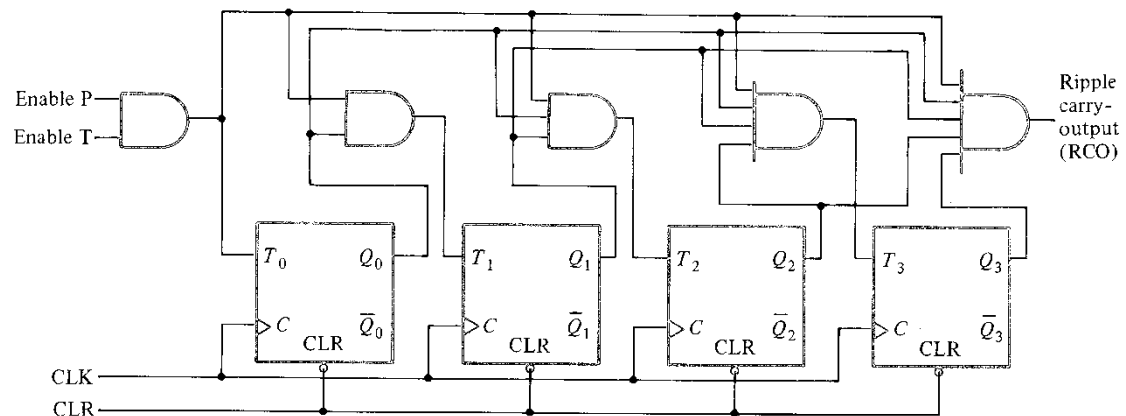 Enable P
Enable T
Ripple
carry-
output
(RCO)
T0 Q0
C Q̄0
CLR
T1 Q1
C Q̄1
CLR
T2 Q2
C Q̄2
CLR
T3 Q3
C Q̄3
CLR
CLK
CLR